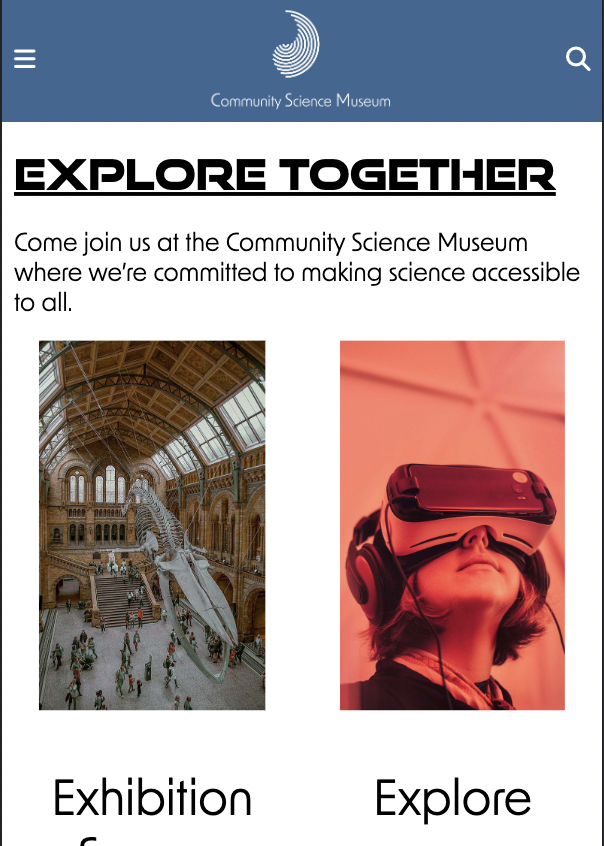 Community Science Museum
EXPLORE TOGETHER
Come join us at the Community Science Museum
where we're committed to making science accessible
to all.
Exhibition
Explore